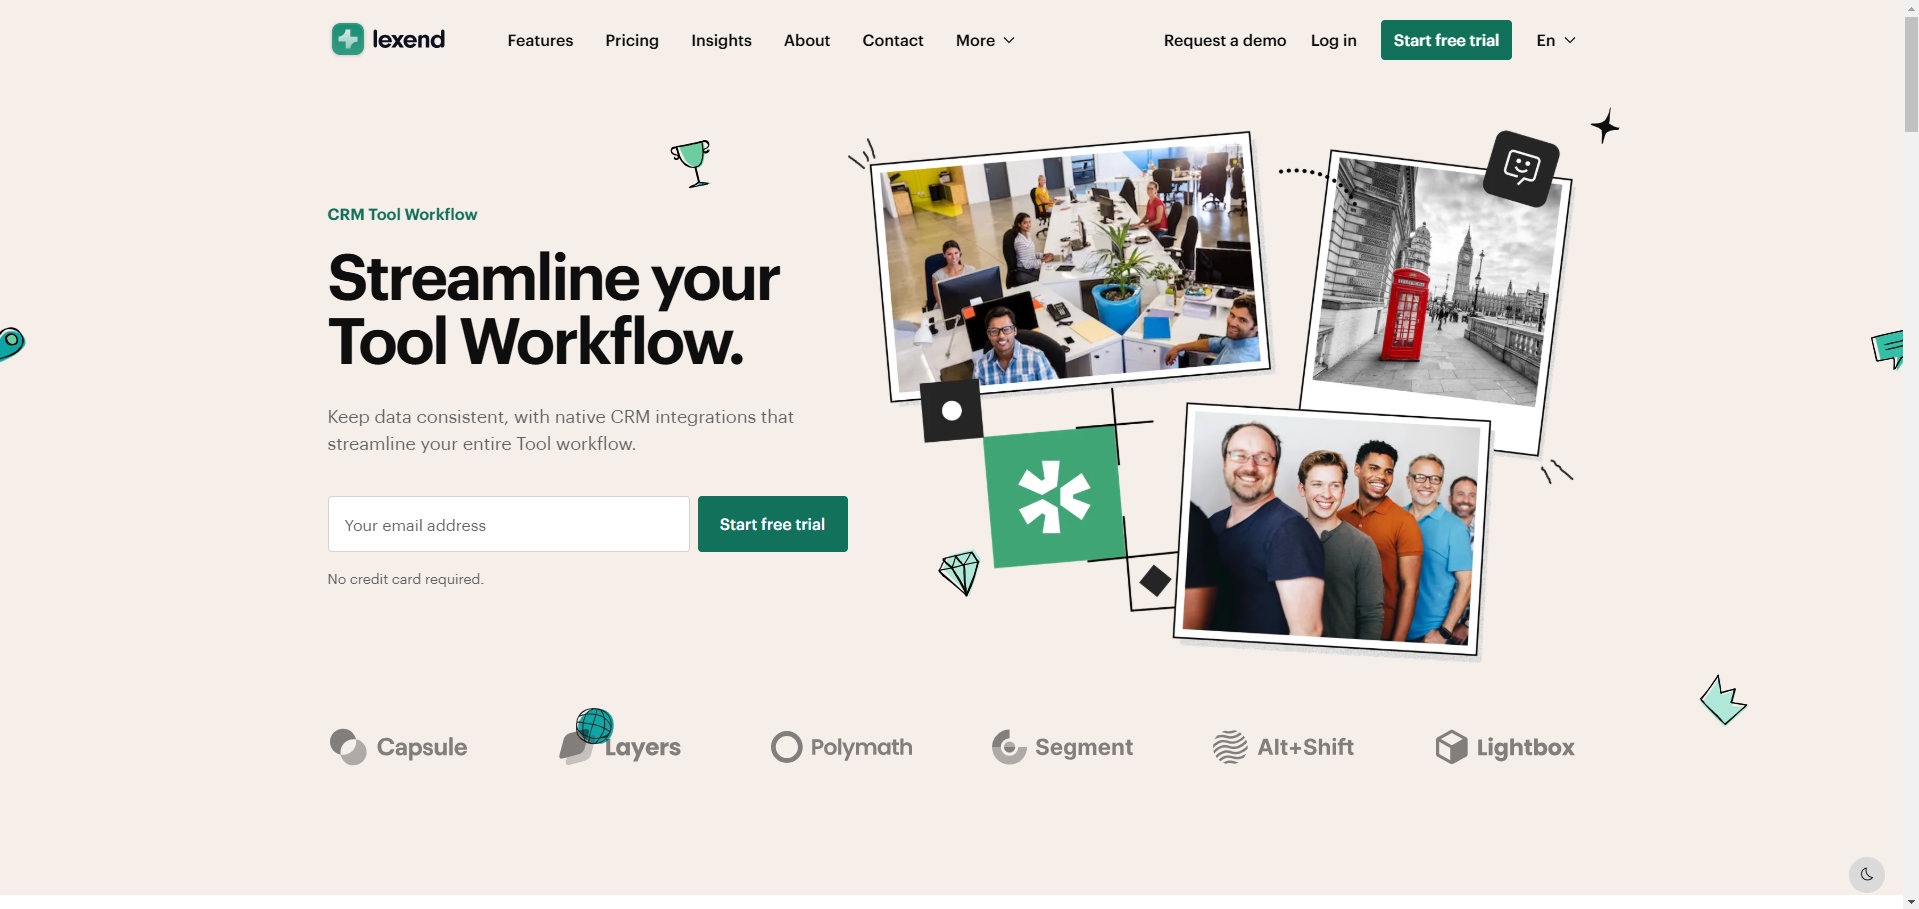 lexend
Features
Pricing
Insights
About
Contact
More
Request a demo
Log in
Start free trial
En
CRM Tool Workflow
Streamline your
Tool Workflow.
Keep data consistent, with native CRM integrations that
streamline your entire Tool workflow.
Your email address
Start free trial
No credit card required.
Capsule
Layers
Polymath
Segment
Alt+Shift
Lightbox